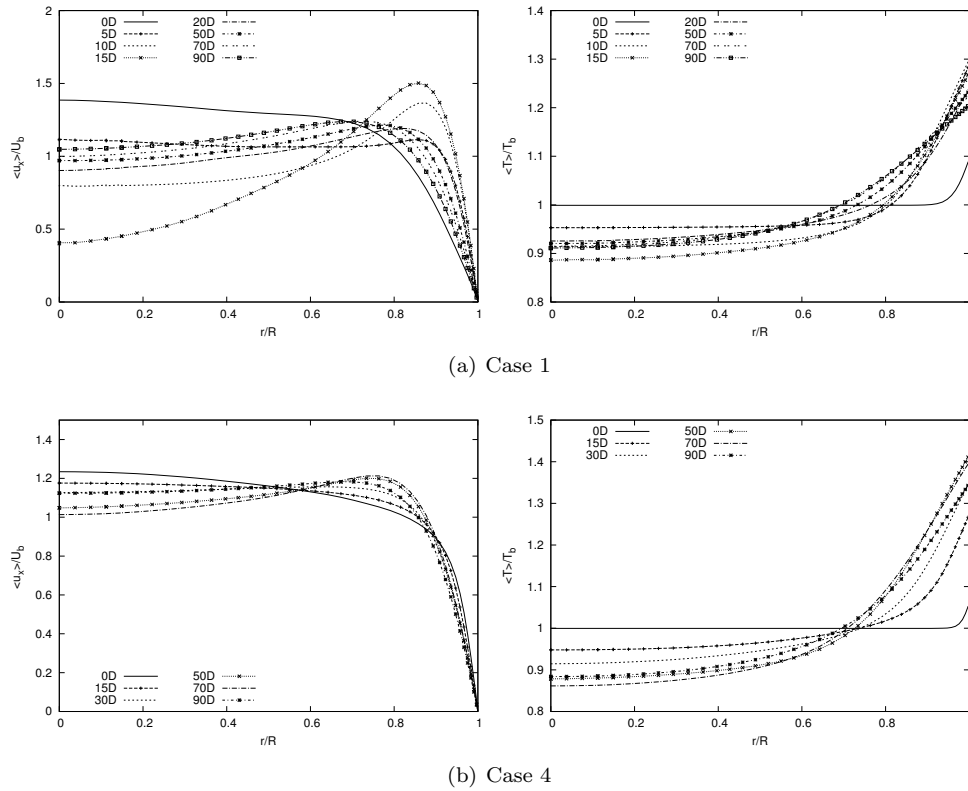 2
1.5
1
0.5
0
<u_x>/U_b
0D
5D
10D
15D
20D
50D
70D
90D
0 0.2 0.4 0.6 0.8 1
r/R
1.4
1.3
1.2
1.1
1
0.9
0.8
<T>/T_b
0D
5D
10D
15D
20D
50D
70D
90D
0 0.2 0.4 0.6 0.8
r/R
(a) Case 1
1.4
1.2
1
0.8
0.6
0.4
0.2
0
<u_x>/U_b
0D
15D
30D
50D
70D
90D
0 0.2 0.4 0.6 0.8 1
r/R
1.5
1.4
1.3
1.2
1.1
1
0.9
0.8
<T>/T_b
0D
15D
30D
50D
70D
90D
0 0.2 0.4 0.6 0.8
r/R
(b) Case 4